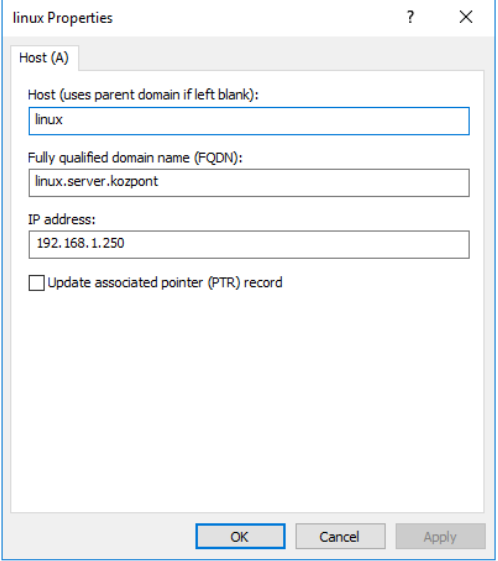 linux Properties
Host (A)
Host (uses parent domain if left blank):
linux
Fully qualified domain name (FQDN):
linux.server.kozpont
IP address:
192.168.1.250
Update associated pointer (PTR) record
OK Cancel Apply